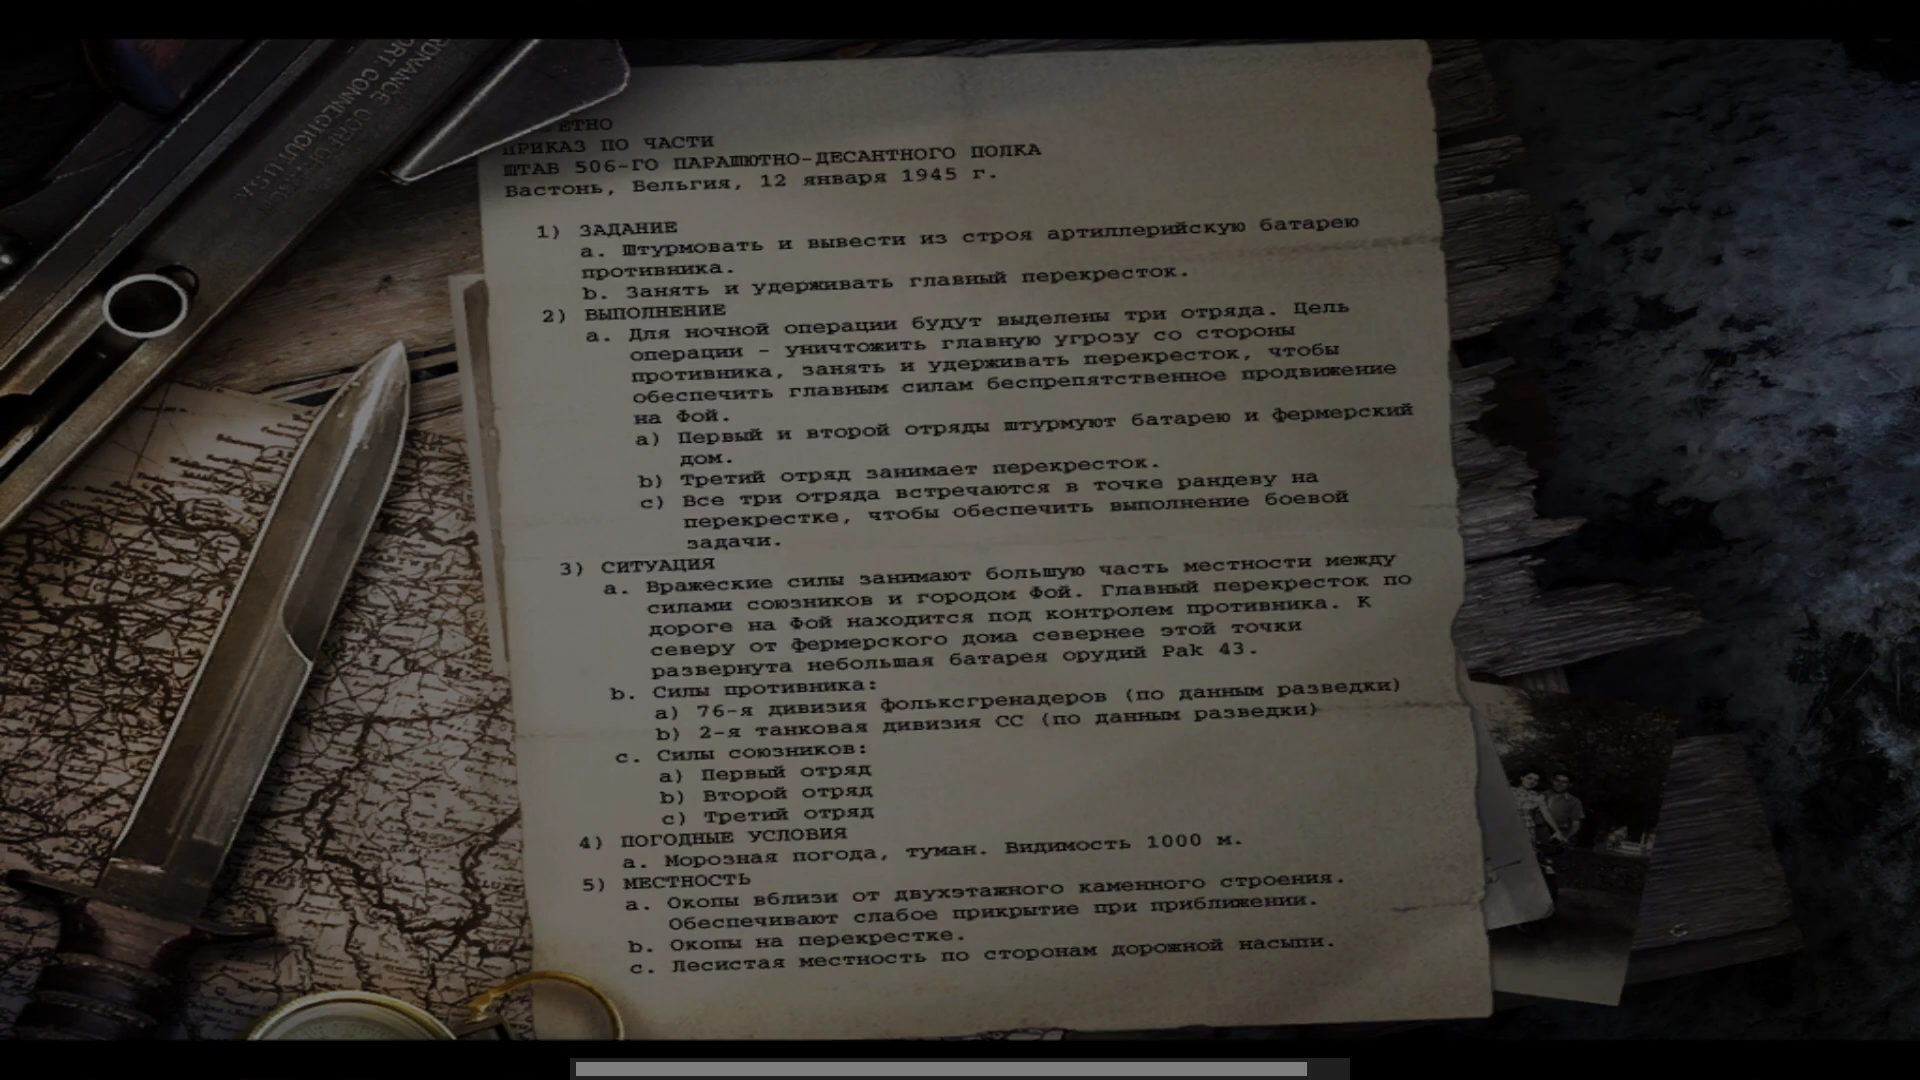 ORDNANCE CORP OF
PORT. CONNECTICUT U.S.A.
ПРИКАЗ ПО ЧАСТИ
ШТАБ 506-ГО ПАРАШЮТНО-ДЕСАНТНОГО ПОЛКА
Бастонь, Бельгия, 12 января 1945 г.
1) ЗАДАНИЕ
a. Штурмовать и вывести из строя артиллерийскую батарею
противника.
b. Занять и удерживать главный перекресток.
2) ВЫПОЛНЕНИЕ
a. Для ночной операции будут выделены три отряда. Цель
операции – уничтожить главную угрозу со стороны
противника, занять и удерживать перекресток, чтобы
обеспечить главным силам беспрепятственное продвижение
на Фой.
a) Первый и второй отряды штурмуют батарею и фермерский
дом.
b) Третий отряд занимает перекресток.
c) Все три отряда встречаются в точке рандеву на
перекрестке, чтобы обеспечить выполнение боевой
задачи.
3) СИТУАЦИЯ
a. Вражеские силы занимают большую часть местности между
силами союзников и городом Фой. Главный перекресток по
дороге на Фой находится под контролем противника. К
северу от фермерского дома севернее этой точки
развернута небольшая батарея орудий Pak 43.
b. Силы противника:
a) 76-я дивизия фольксгренадеров (по данным разведки)
b) 2-я танковая дивизия СС (по данным разведки)
c. Силы союзников:
a) Первый отряд
b) Второй отряд
c) Третий отряд
4) ПОГОДНЫЕ УСЛОВИЯ
a. Морозная погода, туман. Видимость 1000 м.
5) МЕСТНОСТЬ
a. Окопы вблизи от двухэтажного каменного строения.
Обеспечивают слабое прикрытие при приближении.
b. Окопы на перекрестке.
c. Лесистая местность по сторонам дорожной насыпи.